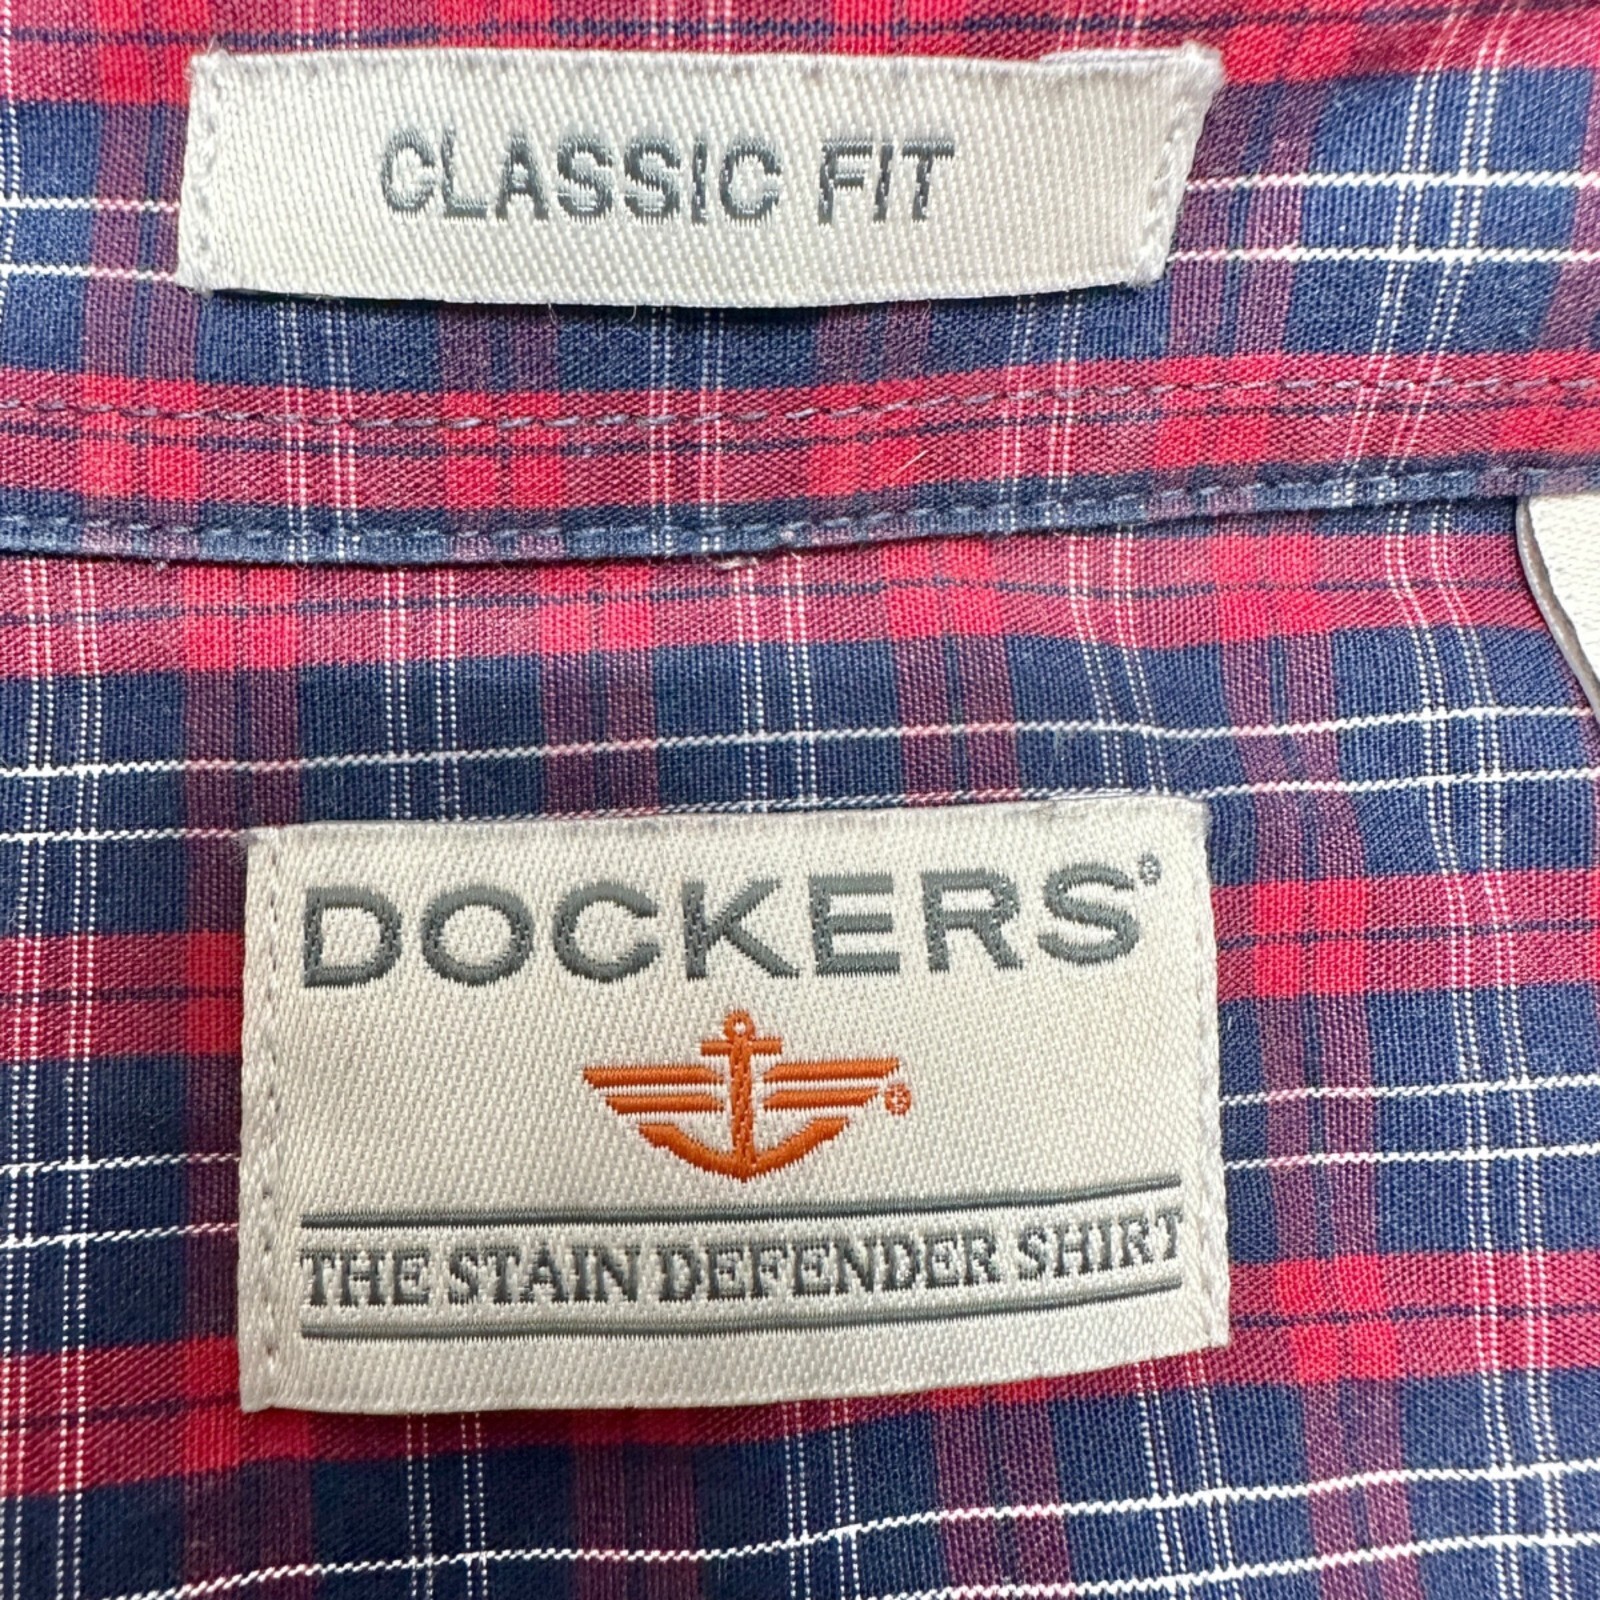 CLASSIC FIT
DOCKERS®
®
THE STAIN DEFENDER SHIRT